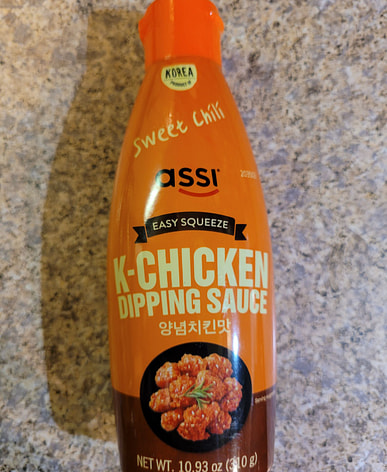 KOREA
Sweet Chili
assi
EASY SQUEEZE
K-CHICKEN
DIPPING SAUCE
양념치킨맛
NET WT. 10.93 oz (310 g)